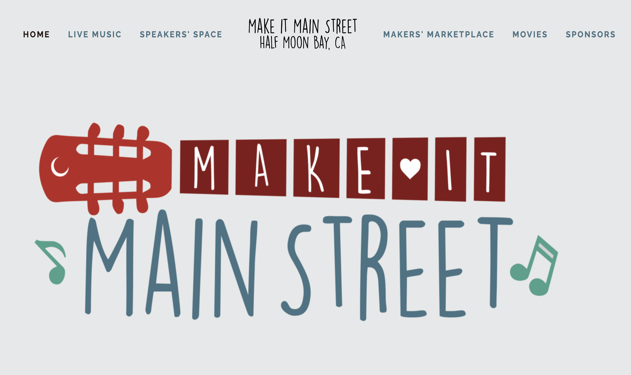 HOME LIVE MUSIC SPEAKERS' SPACE
MAKE IT MAIN STREET
HALF MOON BAY, CA
MAKERS' MARKETPLACE MOVIES SPONSORS
MAKE IT
MAIN STREET